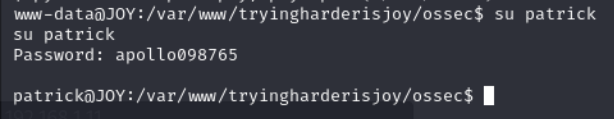 www-data@JOY:/var/www/tryingharderisjoy/ossec$ su patrick
su patrick
Password: apollo098765
patrick@JOY:/var/www/tryingharderisjoy/ossec$